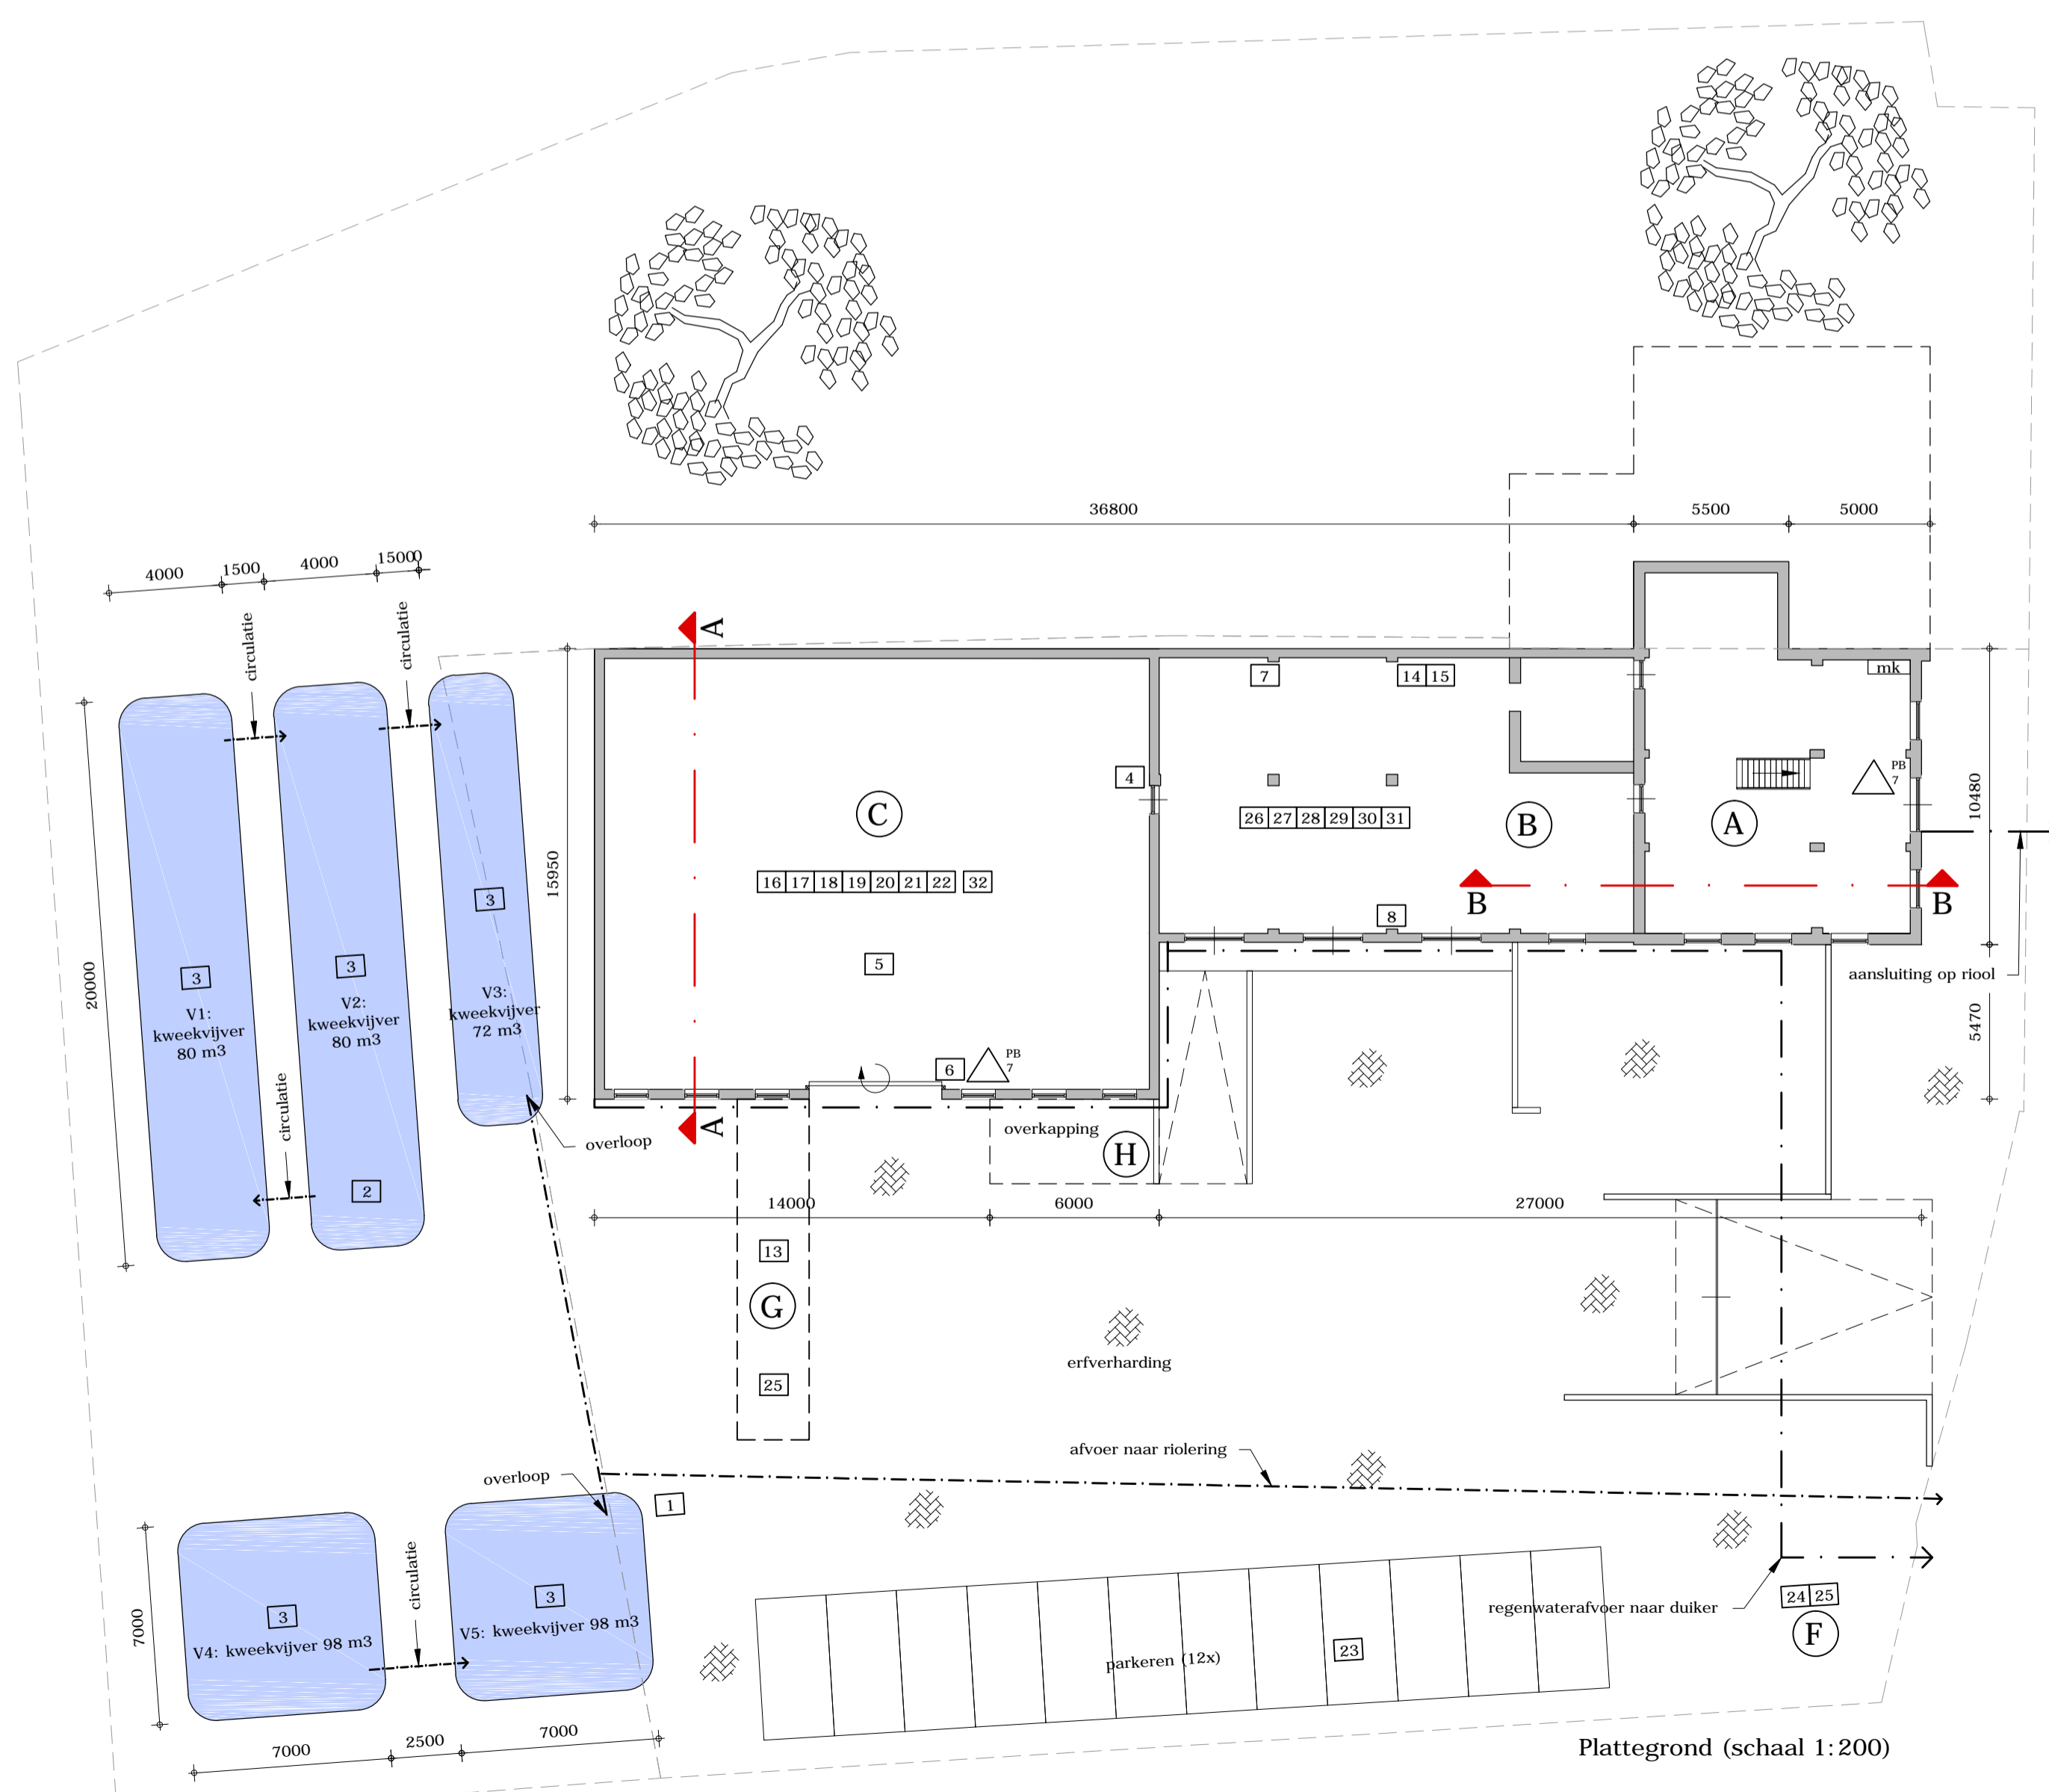 36800
5500
5000
4000
1500
4000
1500
0
circulatie
circulatie
A
mk
7
14 15
4
PB
7
C
B
A
10480
26 27 28 29 30 31
15950
16 17 18 19 20 21 22 32
3
B
B
8
20000
3
3
5
aansluiting op riool
V1:
kweekvijver
80 m3
V2:
kweekvijver
80 m3
V3:
kweekvijver
72 m3
5470
6
PB
7
circulatie
overloop
A
overkapping
H
2
14000
6000
27000
13
G
erfverharding
25
afvoer naar riolering
overloop
1
circulatie
3
3
V4: kweekvijver 98 m3
V5: kweekvijver 98 m3
7000
24 25
regenwaterafvoer naar duiker
F
23
parkeren (12x)
7000
2500
7000
Plattegrond (schaal 1:200)